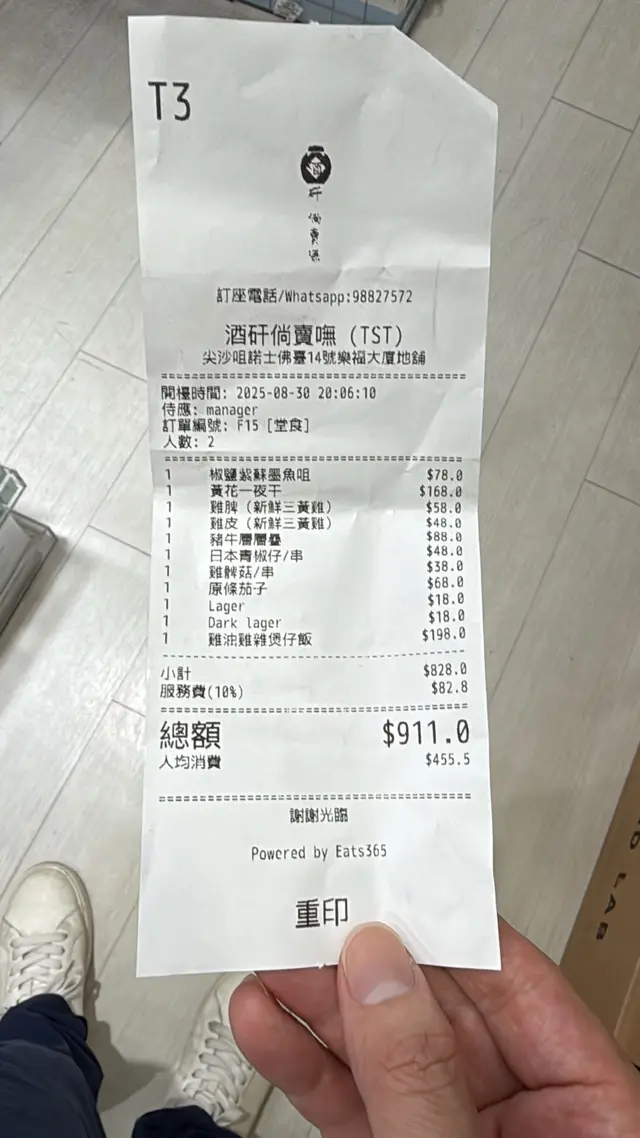 T3
酒
研
倘
賣
嘸
訂座電話/Whatsapp:98827572
酒研倘賣嘸 (TST)
尖沙咀諾士佛臺14號樂福大廈地舖
開檯時間: 2025-08-30 20:06:10
侍應: manager
訂單編號: F15 [堂食]
人數: 2
1 椒鹽紫蘇墨魚咀 $78.0
1 黃花一夜干 $168.0
1 雞脾（新鮮三黃雞） $58.0
1 雞皮（新鮮三黃雞） $48.0
1 豬牛層層疊 $88.0
1 日本青椒仔/串 $48.0
1 雞髀菇/串 $38.0
1 原條茄子 $68.0
1 Lager $18.0
1 Dark lager $18.0
1 雞油雞雜煲仔飯 $198.0
小計 $828.0
服務費(10%) $82.8
總額 $911.0
人均消費 $455.5
謝謝光臨
Powered by Eats365
重印
LAB